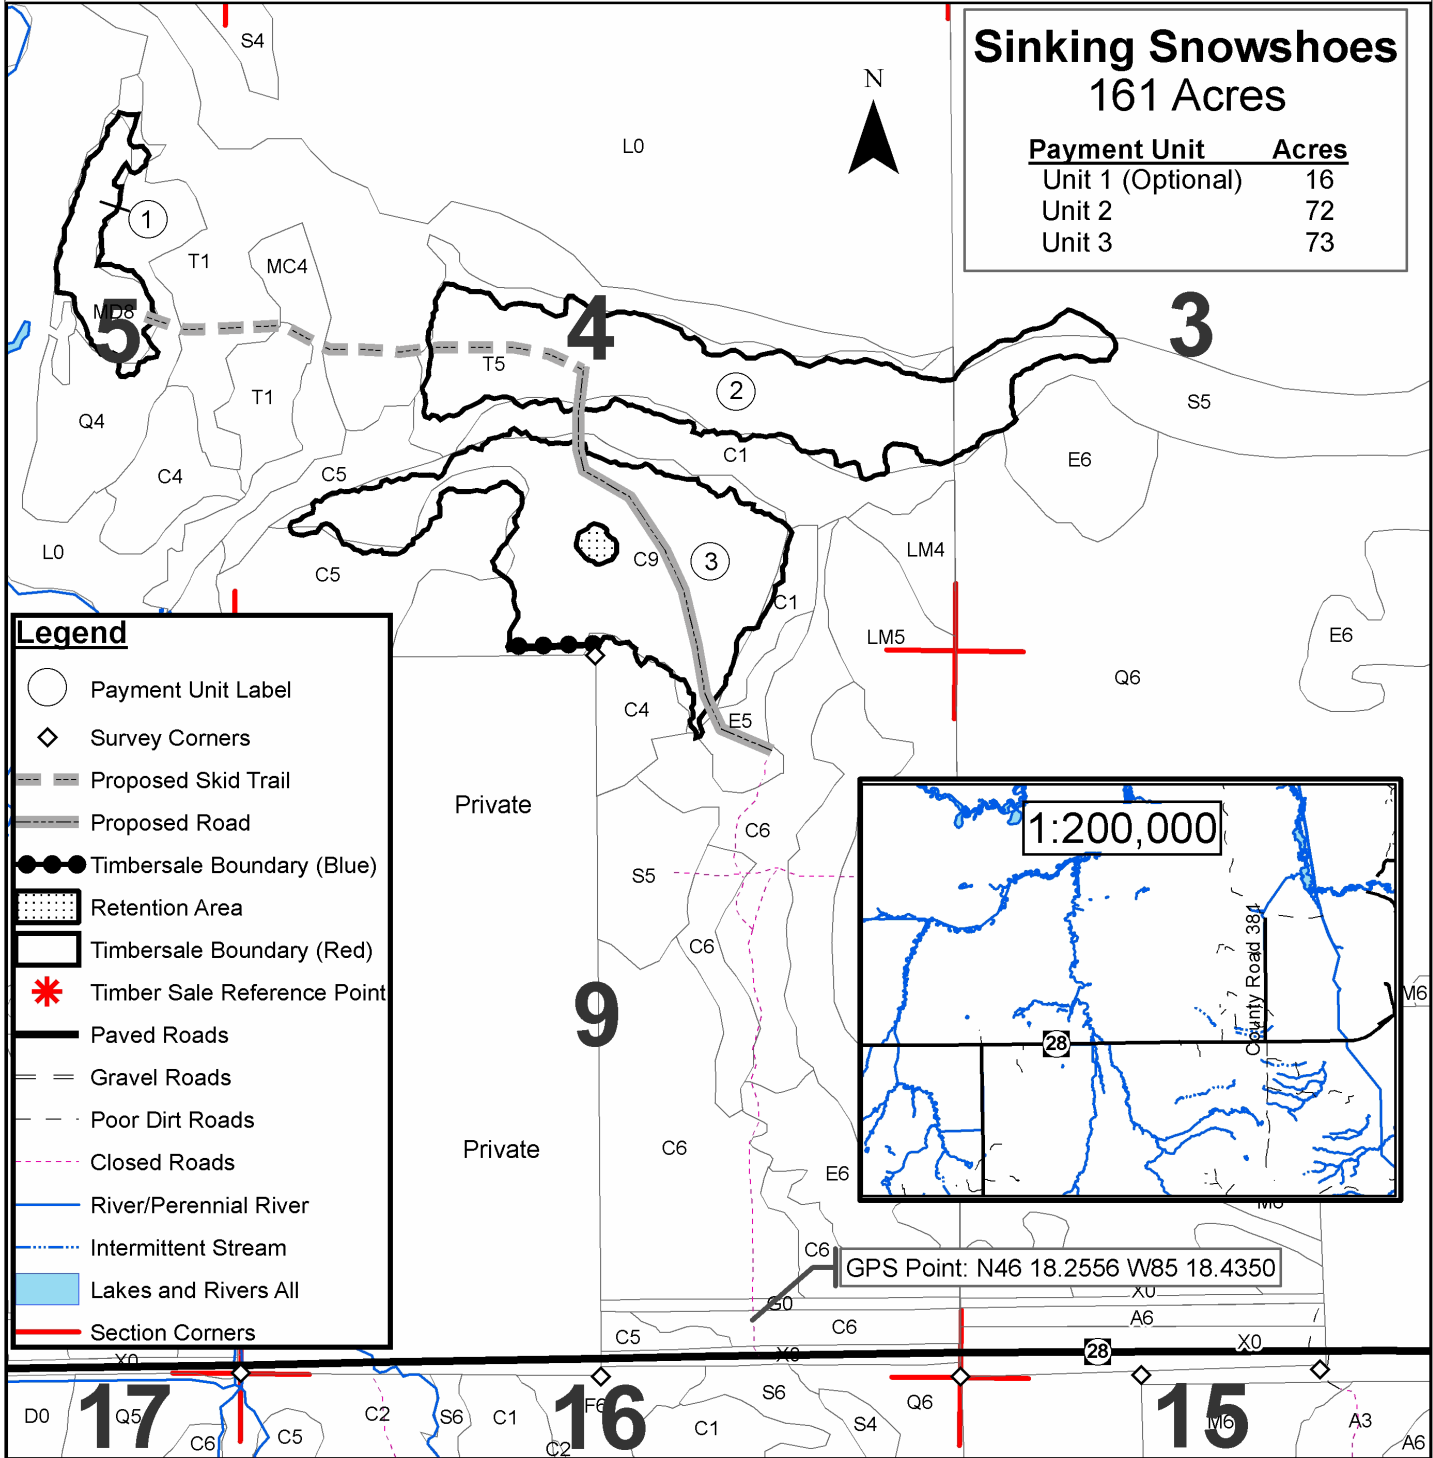 Sinking Snowshoes
161 Acres
Payment Unit Acres
Unit 1 (Optional) 16
Unit 2 72
Unit 3 73
S4
N
L0
1
T1
MC4
MD8
5
4
3
T5
2
S5
Q4
T1
C1
E6
C5
C4
L0
C9
3
LM4
C5
C1
LM5
E6
Q6
C4
E5
Legend
Payment Unit Label
Survey Corners
Proposed Skid Trail
Proposed Road
Timbersale Boundary (Blue)
Retention Area
Timbersale Boundary (Red)
Timber Sale Reference Point
Paved Roads
Gravel Roads
Poor Dirt Roads
Closed Roads
River/Perennial River
Intermittent Stream
Lakes and Rivers All
Section Corners
Private
C6
S5
C6
9
Private
C6
E6
1:200,000
County Road 381
28
M6
M6
C6
GPS Point: N46 18.2556 W85 18.4350
G0
X0
C5
C6
A6
X0
X0
X0
28
17
16
15
D0
Q5
C6
C5
C2
S6
C1
C2
F6
C1
S6
S4
Q6
M6
A3
A6